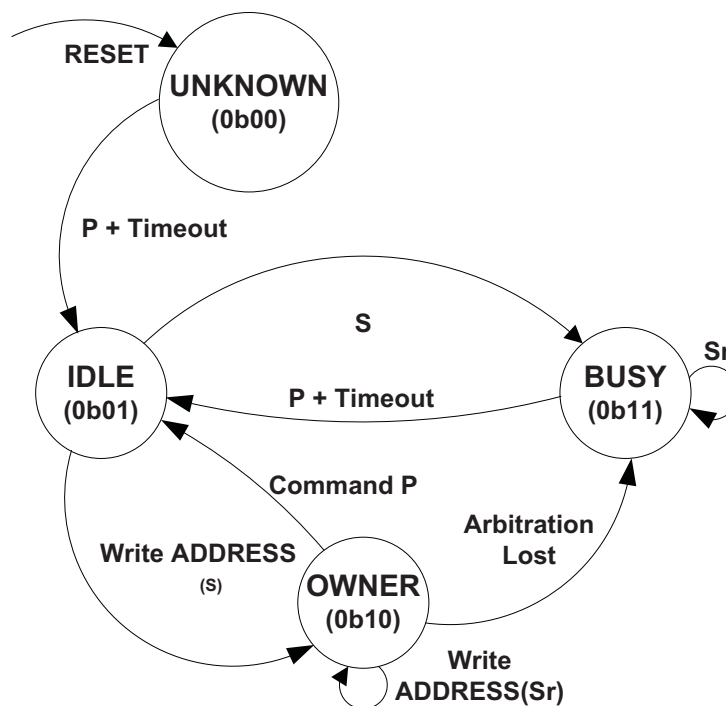 RESET
UNKNOWN
(0b00)
P + Timeout
S
IDLE
(0b01)
BUSY
(0b11)
Sr
P + Timeout
Command P
Arbitration
Lost
Write ADDRESS
(S)
OWNER
(0b10)
Write
ADDRESS(Sr)